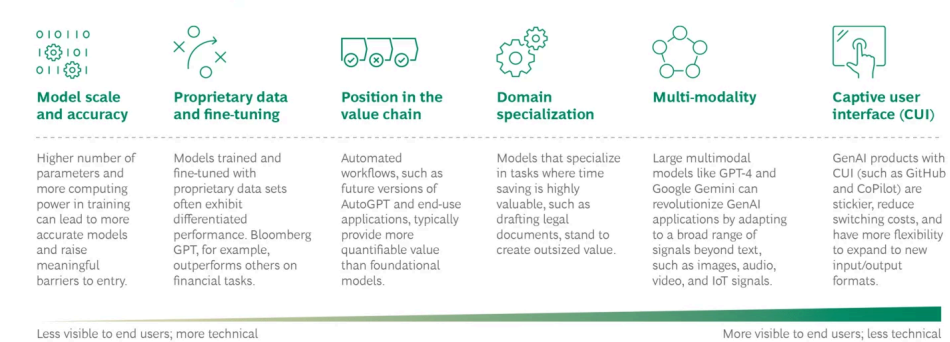 010110
1 101
011 1
Model scale
and accuracy
Higher number of
parameters and
more computing
power in training
can lead to more
accurate models
and raise
meaningful
barriers to entry.
Proprietary data
and fine-tuning
Models trained and
fine-tuned with
proprietary data sets
often exhibit
differentiated
performance. Bloomberg
GPT, for example,
outperforms others on
financial tasks.
Position in the
value chain
Automated
workflows, such as
future versions of
AutoGPT and end-use
applications, typically
provide more
quantifiable value
than foundational
models.
Domain
specialization
Models that specialize
in tasks where time
saving is highly
valuable, such as
drafting legal
documents, stand to
create outsized value.
Multi-modality
Large multimodal
models like GPT-4 and
Google Gemini can
revolutionize GenAI
applications by adapting
to a broad range of
signals beyond text,
such as images, audio,
video, and IoT signals.
Captive user
interface (CUI)
GenAI products with
CUI (such as GitHub
and CoPilot) are
stickier, reduce
switching costs, and
have more flexibility
to expand to new
input/output
formats.
Less visible to end users; more technical
More visible to end users; less technical